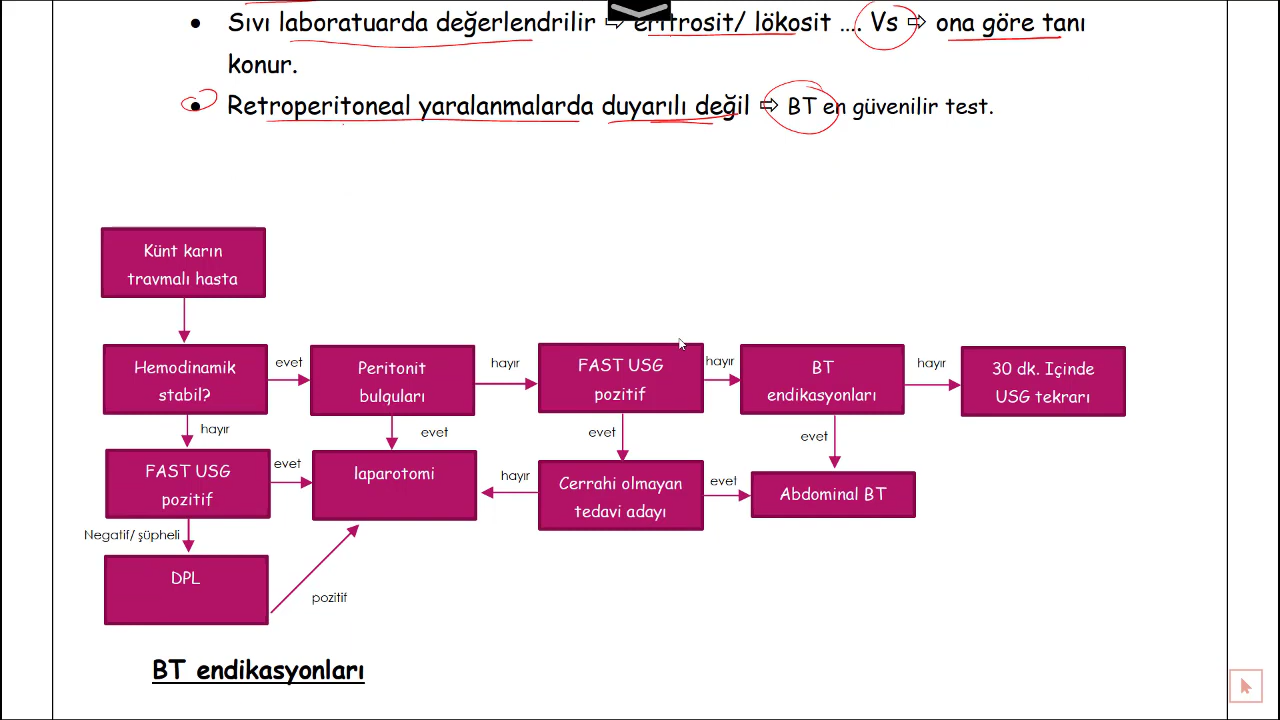 Sıvı laboratuarda değerlendrilir ⇨ eritrosit/ lökosit .... Vs ⇨ ona göre tanı
konur.
Retroperitoneal yaralanmalarda duyarılı değil ⇨ BT en güvenilir test.
Künt karın
travmalı hasta
Hemodinamik
stabil?
evet
Peritonit
bulguları
hayır
FAST USG
pozitif
hayır
BT
endikasyonları
hayır
30 dk. Içinde
USG tekrarı
hayır
evet
evet
evet
FAST USG
pozitif
evet
laparotomi
hayır
Cerrahi olmayan
tedavi adayı
evet
Abdominal BT
Negatif/ şüpheli
DPL
pozitif
BT endikasyonları